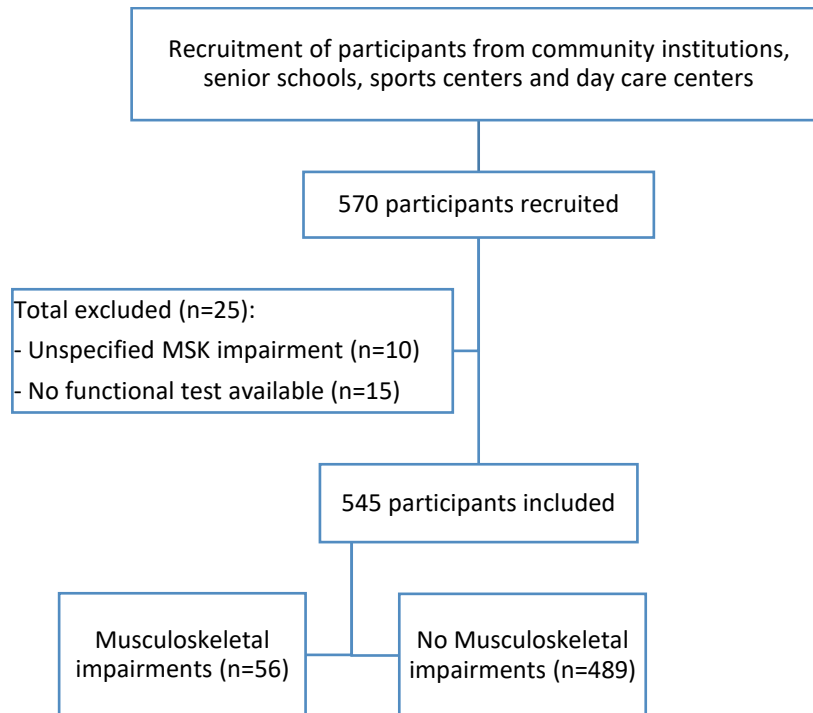 Recruitment of participants from community institutions,
senior schools, sports centers and day care centers
570 participants recruited
Total excluded (n=25):
- Unspecified MSK impairment (n=10)
- No functional test available (n=15)
545 participants included
Musculoskeletal
impairments (n=56)
No Musculoskeletal
impairments (n=489)